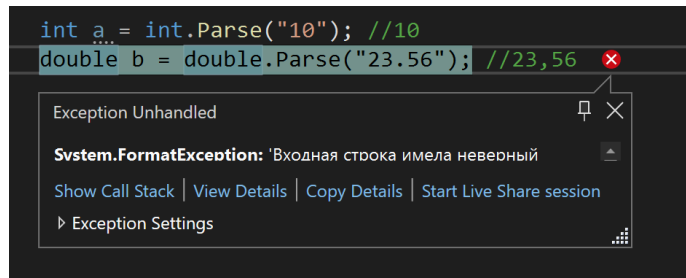 int a = int.Parse("10"); //10
double b = double.Parse("23.56"); //23,56
Exception Unhandled
System.FormatException: 'Входная строка имела неверный
Show Call Stack | View Details | Copy Details | Start Live Share session
Exception Settings